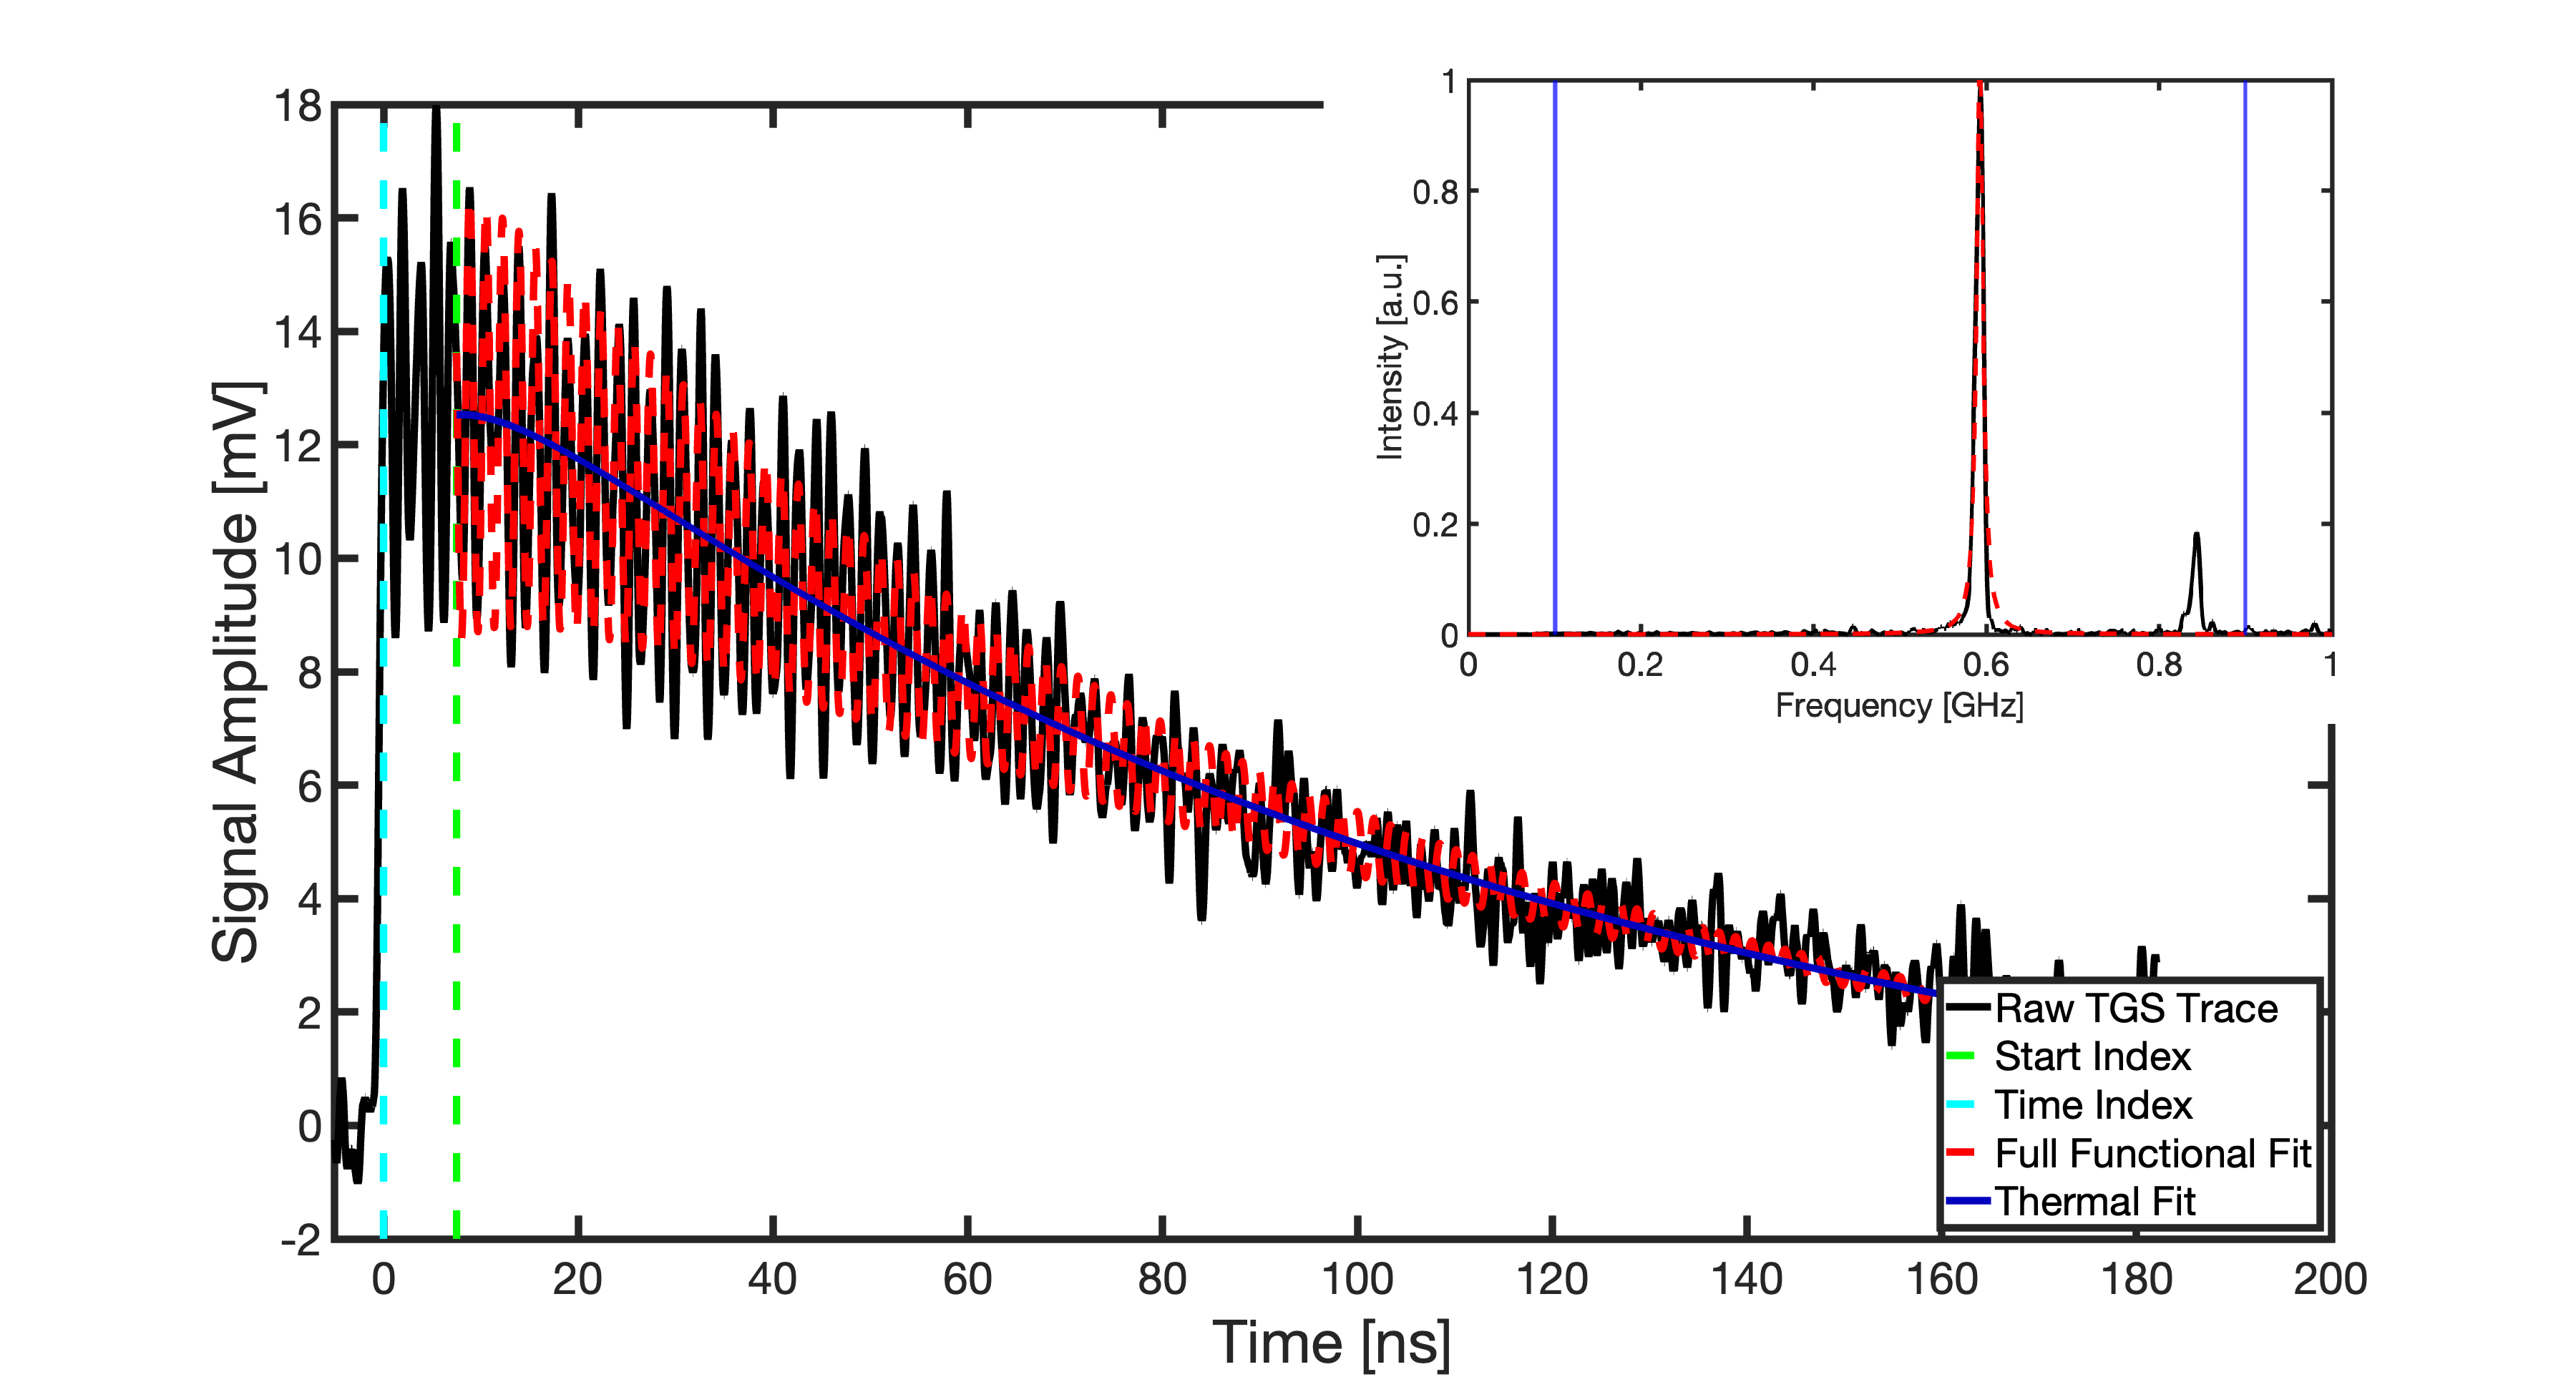 18
16
14
12
10
8
6
4
2
0
-2
Signal Amplitude [mV]
0 20 40 60 80 100 120 140 160 180 200
Time [ns]
1
0.8
0.6
0.4
0.2
0
Intensity [a.u.]
0 0.2 0.4 0.6 0.8 1
Frequency [GHz]
Raw TGS Trace
Start Index
Time Index
Full Functional Fit
Thermal Fit